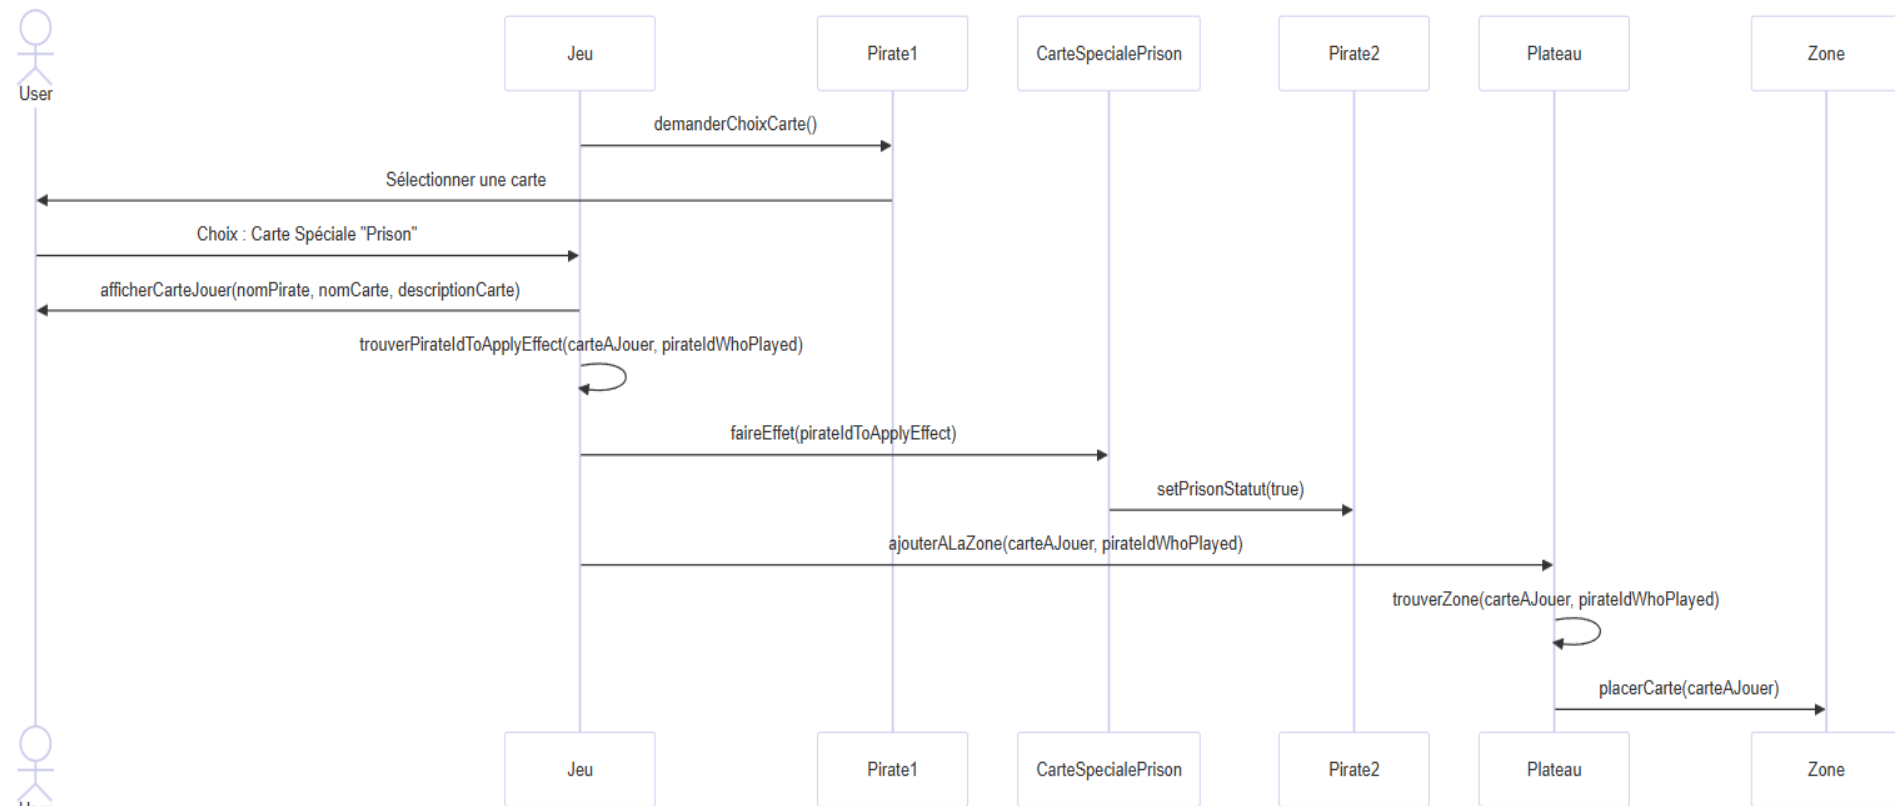 User
Jeu
Pirate1
CarteSpecialePrison
Pirate2
Plateau
Zone
demanderChoixCarte()
Sélectionner une carte
Choix : Carte Spéciale "Prison"
afficherCarteJouer(nomPirate, nomCarte, descriptionCarte)
trouverPirateIdToApplyEffect(carteAJouer, pirateIdWhoPlayed)
faireEffet(pirateIdToApplyEffect)
setPrisonStatut(true)
ajouterALaZone(carteAJouer, pirateIdWhoPlayed)
trouverZone(carteAJouer, pirateIdWhoPlayed)
placerCarte(carteAJouer)
Jeu
Pirate1
CarteSpecialePrison
Pirate2
Plateau
Zone